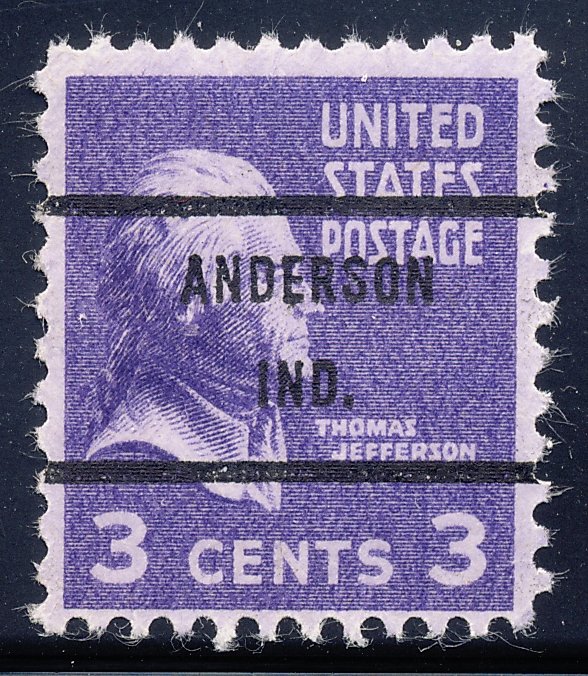 UNITED
STATES
POSTAGE
ANDERSON
IND.
THOMAS
JEFFERSON
3 CENTS 3